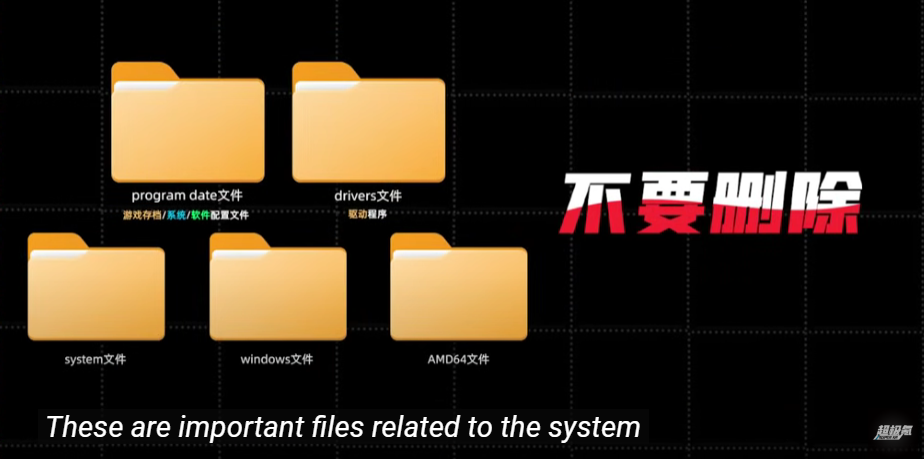 program date文件
drivers文件
游戏存档/系统/软件配置文件
驱动程序
不要删除
system文件
windows文件
AMD64文件
These are important files related to the system
超級氪